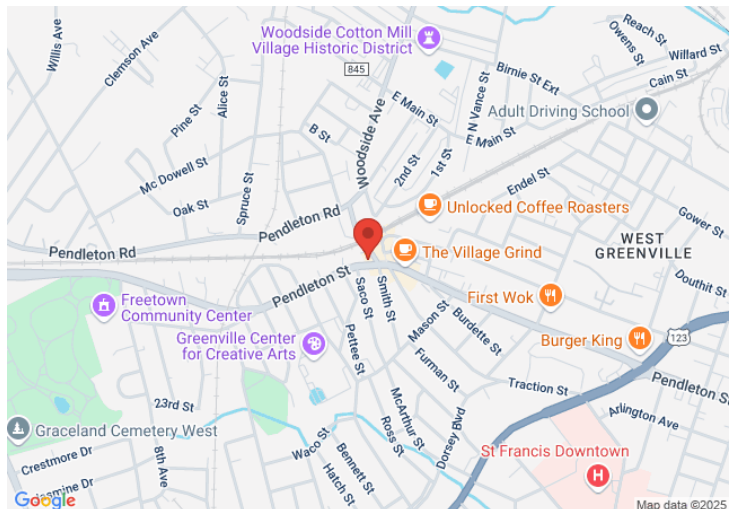 Willis Ave
Clemson Ave
Woodside Cotton Mill
Village Historic District
845
Reach St
Owens St
Willard St
Cain St
Birnie St Ext
Adult Driving School
E Main St
E N Vance St
E Main St
Alice St
Pine St
B St
Woodside Ave
2nd St
1st St
Mc Dowell St
Spruce St
Oak St
Endel St
Unlocked Coffee Roasters
Gower St
Pendleton Rd
Pendleton Rd
The Village Grind
WEST
GREENVILLE
Douthit St
Pendleton St
Saco St
Smith St
First Wok
Freetown
Community Center
Mason St
Burdette St
Greenville Center
for Creative Arts
Pettee St
Burger King
123
Furman St
Pendleton St
Traction St
23rd St
McArthur St
Ross St
Arlington Ave
Dorsey Blvd
Graceland Cemetery West
8th Ave
Waco St
St Francis Downtown
H
Crestmore Dr
Bennett St
Hatch St
Google
Map data ©2025